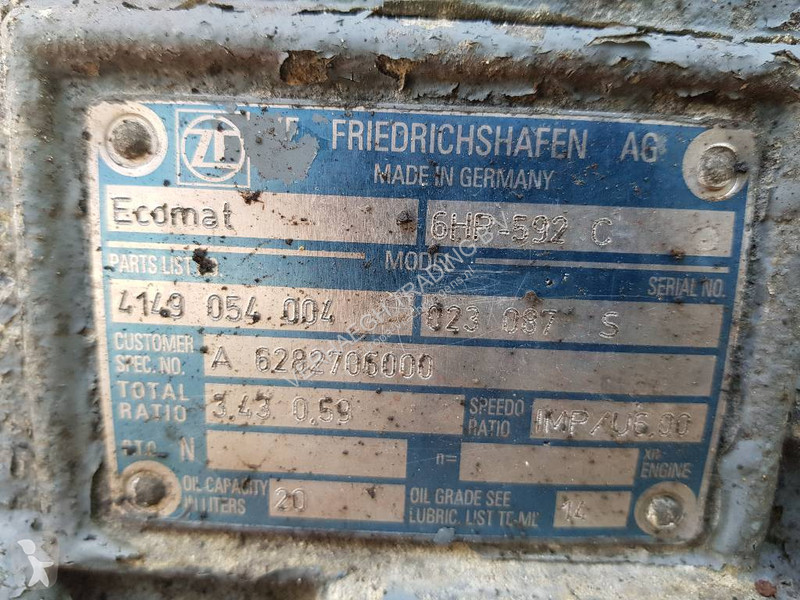 ZF FRIEDRICHSHAFEN AG
MADE IN GERMANY
Ecomat 6HP-592 C
PARTS LIST NO. MODEL SERIAL NO.
4149 054 004 023 087 S
CUSTOMER SPEC. NO. A 6282706000
TOTAL RATIO 3.43 0.59 SPEEDO RATIO IMP/U6.00
P.T.O. N n= x n ENGINE
OIL CAPACITY IN LITERS 20 OIL GRADE SEE LUBRIC. LIST TE-ML 14